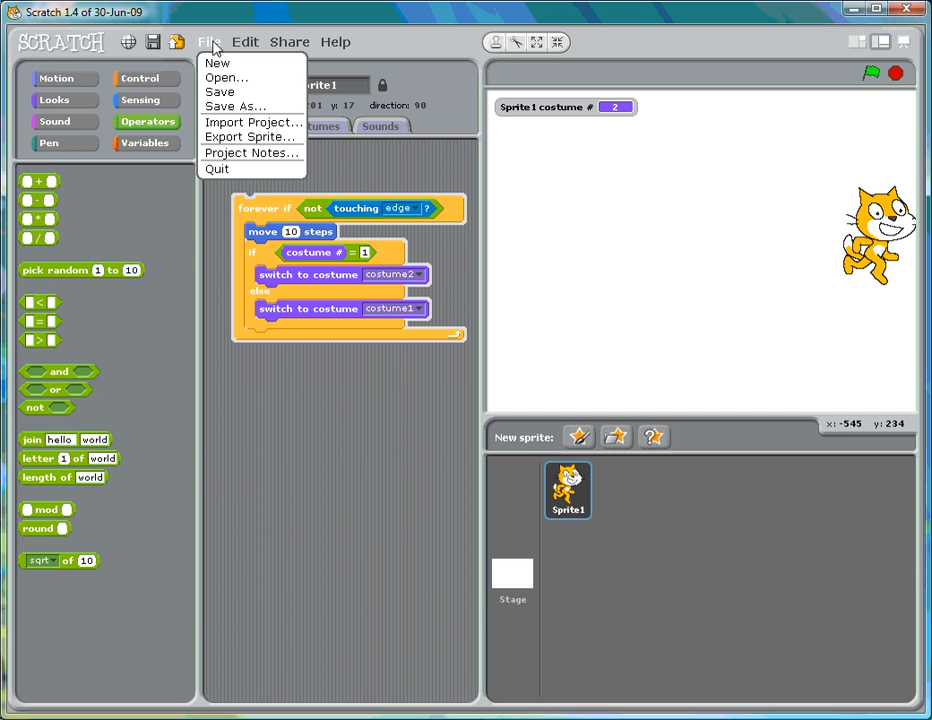 Scratch 1.4 of 30-Jun-09
SCRATCH File Edit Share Help
New
Open...
Save
Save As...
Import Project...
Export Sprite...
Project Notes...
Quit
Motion Control
Looks Sensing
Sound Operators
Pen Variables
+
-
*
/
pick random 1 to 10
<
=
>
and
or
not
join hello world
letter 1 of world
length of world
mod
round
sqrt of 10
rite1
01 y: 17 direction: 90
tumes Sounds
forever if not touching edge ?
move 10 steps
if costume # = 1
switch to costume costume2
else
switch to costume costume1
Sprite1 costume # 2
x: -545 y: 234
New sprite:
Sprite1
Stage